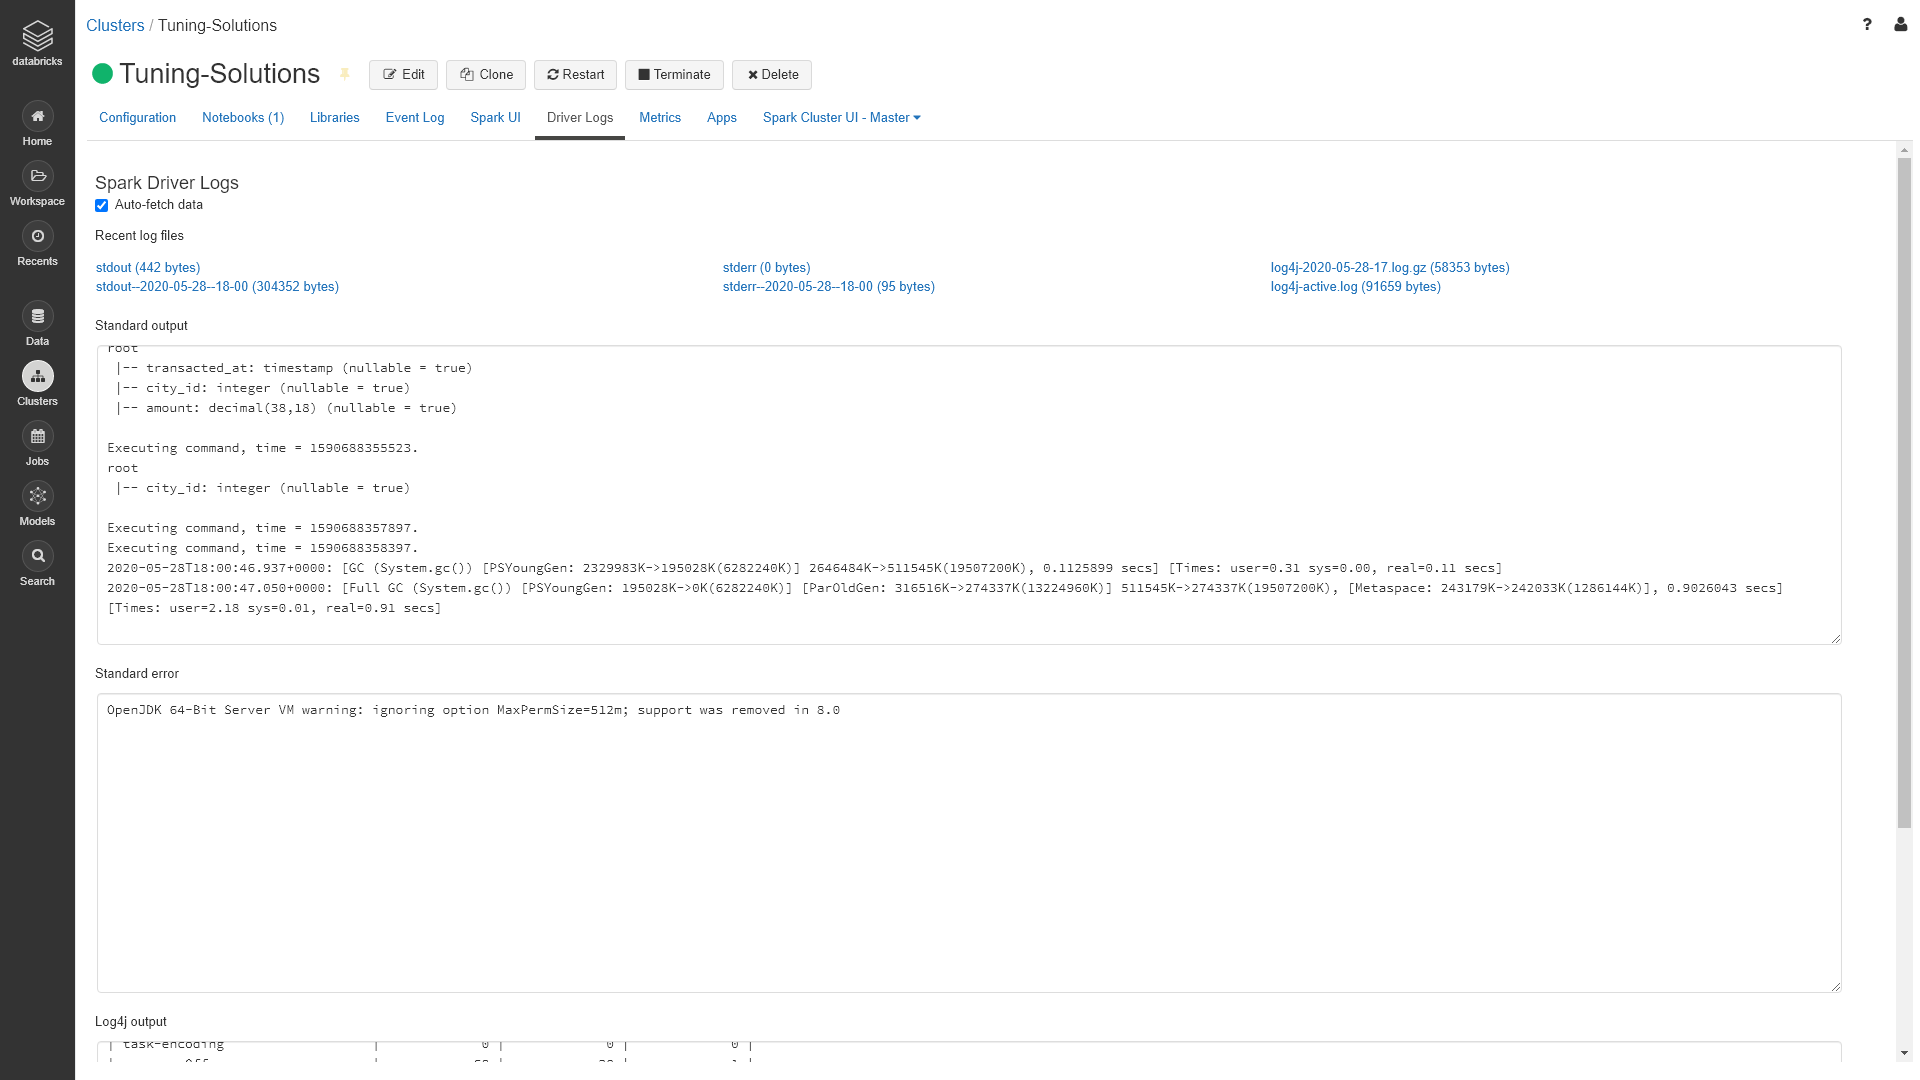 databricks
Home
Workspace
Recents
Data
Clusters
Jobs
Models
Search
Clusters / Tuning-Solutions
?
Tuning-Solutions
Edit
Clone
Restart
Terminate
Delete
Configuration
Notebooks (1)
Libraries
Event Log
Spark UI
Driver Logs
Metrics
Apps
Spark Cluster UI - Master
Spark Driver Logs
Auto-fetch data
Recent log files
stdout (442 bytes)
stderr (0 bytes)
log4j-2020-05-28-17.log.gz (58353 bytes)
stdout--2020-05-28--18-00 (304352 bytes)
stderr--2020-05-28--18-00 (95 bytes)
log4j-active.log (91659 bytes)
Standard output
root
|-- transacted_at: timestamp (nullable = true)
|-- city_id: integer (nullable = true)
|-- amount: decimal(38,18) (nullable = true)
Executing command, time = 1590688355523.
root
|-- city_id: integer (nullable = true)
Executing command, time = 1590688357897.
Executing command, time = 1590688358397.
2020-05-28T18:00:46.937+0000: [GC (System.gc()) [PSYoungGen: 2329983K->195028K(6282240K)] 2646484K->511545K(19507200K), 0.1125899 secs] [Times: user=0.31 sys=0.00, real=0.11 secs]
2020-05-28T18:00:47.050+0000: [Full GC (System.gc()) [PSYoungGen: 195028K->0K(6282240K)] [ParOldGen: 316516K->274337K(13224960K)] 511545K->274337K(19507200K), [Metaspace: 243179K->242033K(1286144K)], 0.9026043 secs]
[Times: user=2.18 sys=0.01, real=0.91 secs]
Standard error
OpenJDK 64-Bit Server VM warning: ignoring option MaxPermSize=512m; support was removed in 8.0
Log4j output
| task-encoding | 0 | 0 | 0 |